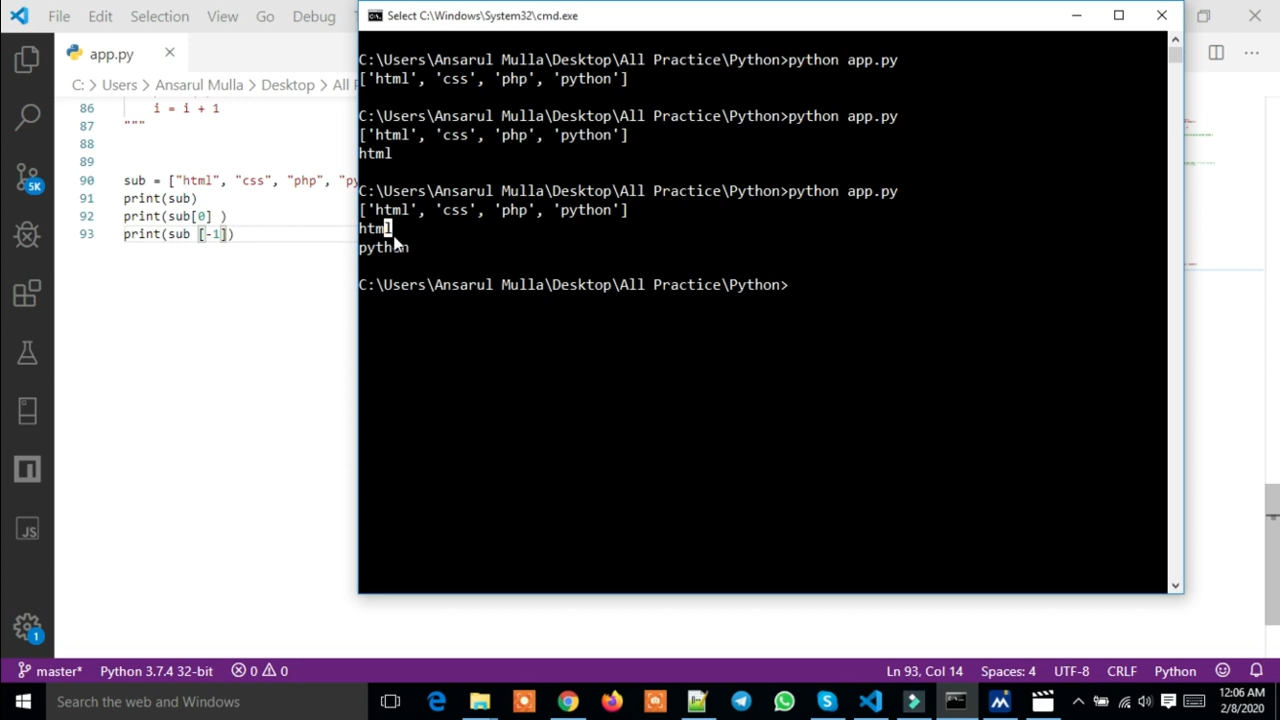 File Edit Selection View Go Debug
Select C:\Windows\System32\cmd.exe
app.py
C: > Users > Ansarul Mulla > Desktop > All
86 i = i + 1
87 """
88
89
90 sub = ["html", "css", "php", "py
91 print(sub)
92 print(sub[0] )
93 print(sub [-1])
C:\Users\Ansarul Mulla\Desktop\All Practice\Python>python app.py
['html', 'css', 'php', 'python']
C:\Users\Ansarul Mulla\Desktop\All Practice\Python>python app.py
['html', 'css', 'php', 'python']
html
C:\Users\Ansarul Mulla\Desktop\All Practice\Python>python app.py
['html', 'css', 'php', 'python']
html
python
C:\Users\Ansarul Mulla\Desktop\All Practice\Python>
5K
JS
1
master* Python 3.7.4 32-bit 0 0 Ln 93, Col 14 Spaces: 4 UTF-8 CRLF Python
Search the web and Windows
12:06 AM
2/8/2020